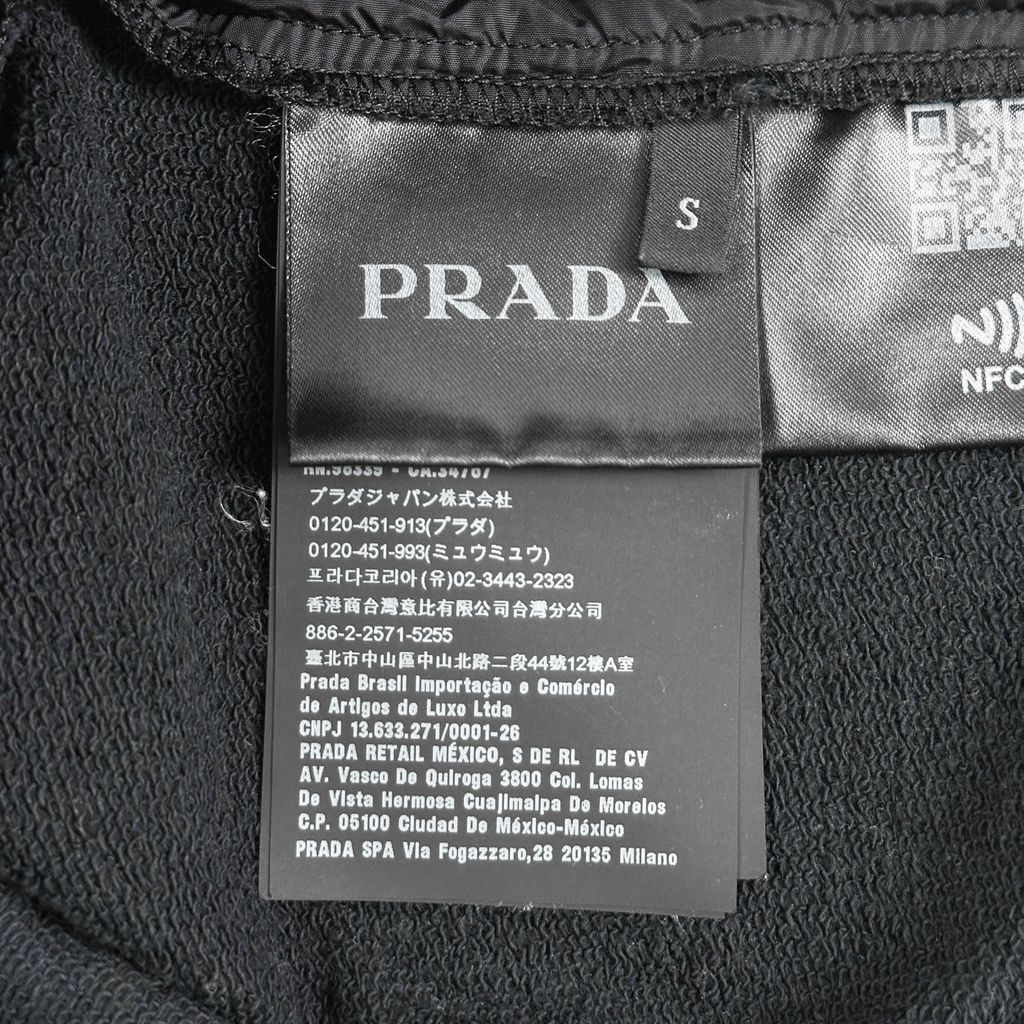 S
PRADA
NFC
RN.98339 - CA.34767
プラダジャパン株式会社
0120-451-913(プラダ)
0120-451-993(ミュウミュウ)
프라다코리아(유)02-3443-2323
香港商台灣意比有限公司台灣分公司
886-2-2571-5255
臺北市中山區中山北路二段44號12樓A室
Prada Brasil Importação e Comércio
de Artigos de Luxo Ltda
CNPJ 13.633.271/0001-26
PRADA RETAIL MÉXICO, S DE RL DE CV
AV. Vasco De Quiroga 3800 Col. Lomas
De Vista Hermosa Cuajimalpa De Morelos
C.P. 05100 Ciudad De México-México
PRADA SPA Via Fogazzaro,28 20135 Milano